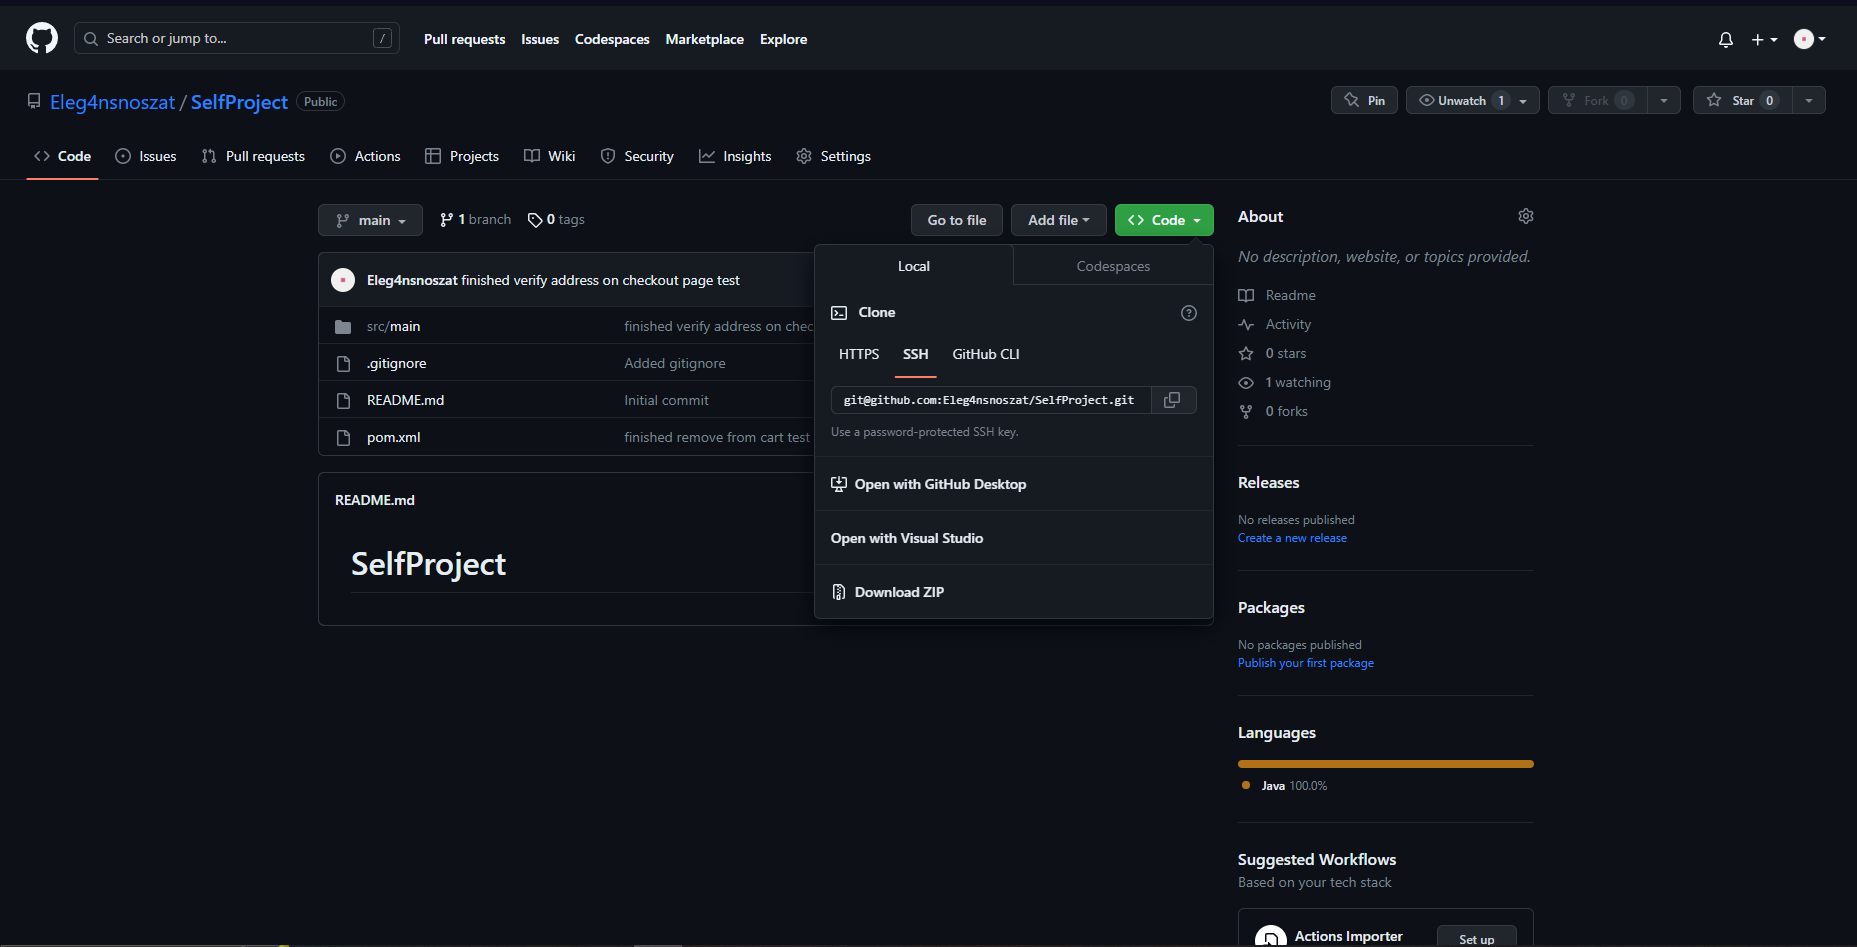 Search or jump to...
/
Pull requests
Issues
Codespaces
Marketplace
Explore
Eleg4nsnoszat / SelfProject
Public
Pin
Unwatch 1
Fork 0
Star 0
Code
Issues
Pull requests
Actions
Projects
Wiki
Security
Insights
Settings
main
1 branch
0 tags
Go to file
Add file
Code
Eleg4nsnoszat finished verify address on checkout page test
src/main
finished verify address on chec
.gitignore
Added gitignore
README.md
Initial commit
pom.xml
finished remove from cart test
README.md
SelfProject
Local
Codespaces
Clone
HTTPS
SSH
GitHub CLI
git@github.com:Eleg4nsnoszat/SelfProject.git
Use a password-protected SSH key.
Open with GitHub Desktop
Open with Visual Studio
Download ZIP
About
No description, website, or topics provided.
Readme
Activity
0 stars
1 watching
0 forks
Releases
No releases published
Create a new release
Packages
No packages published
Publish your first package
Languages
Java 100.0%
Suggested Workflows
Based on your tech stack
Actions Importer
Set up